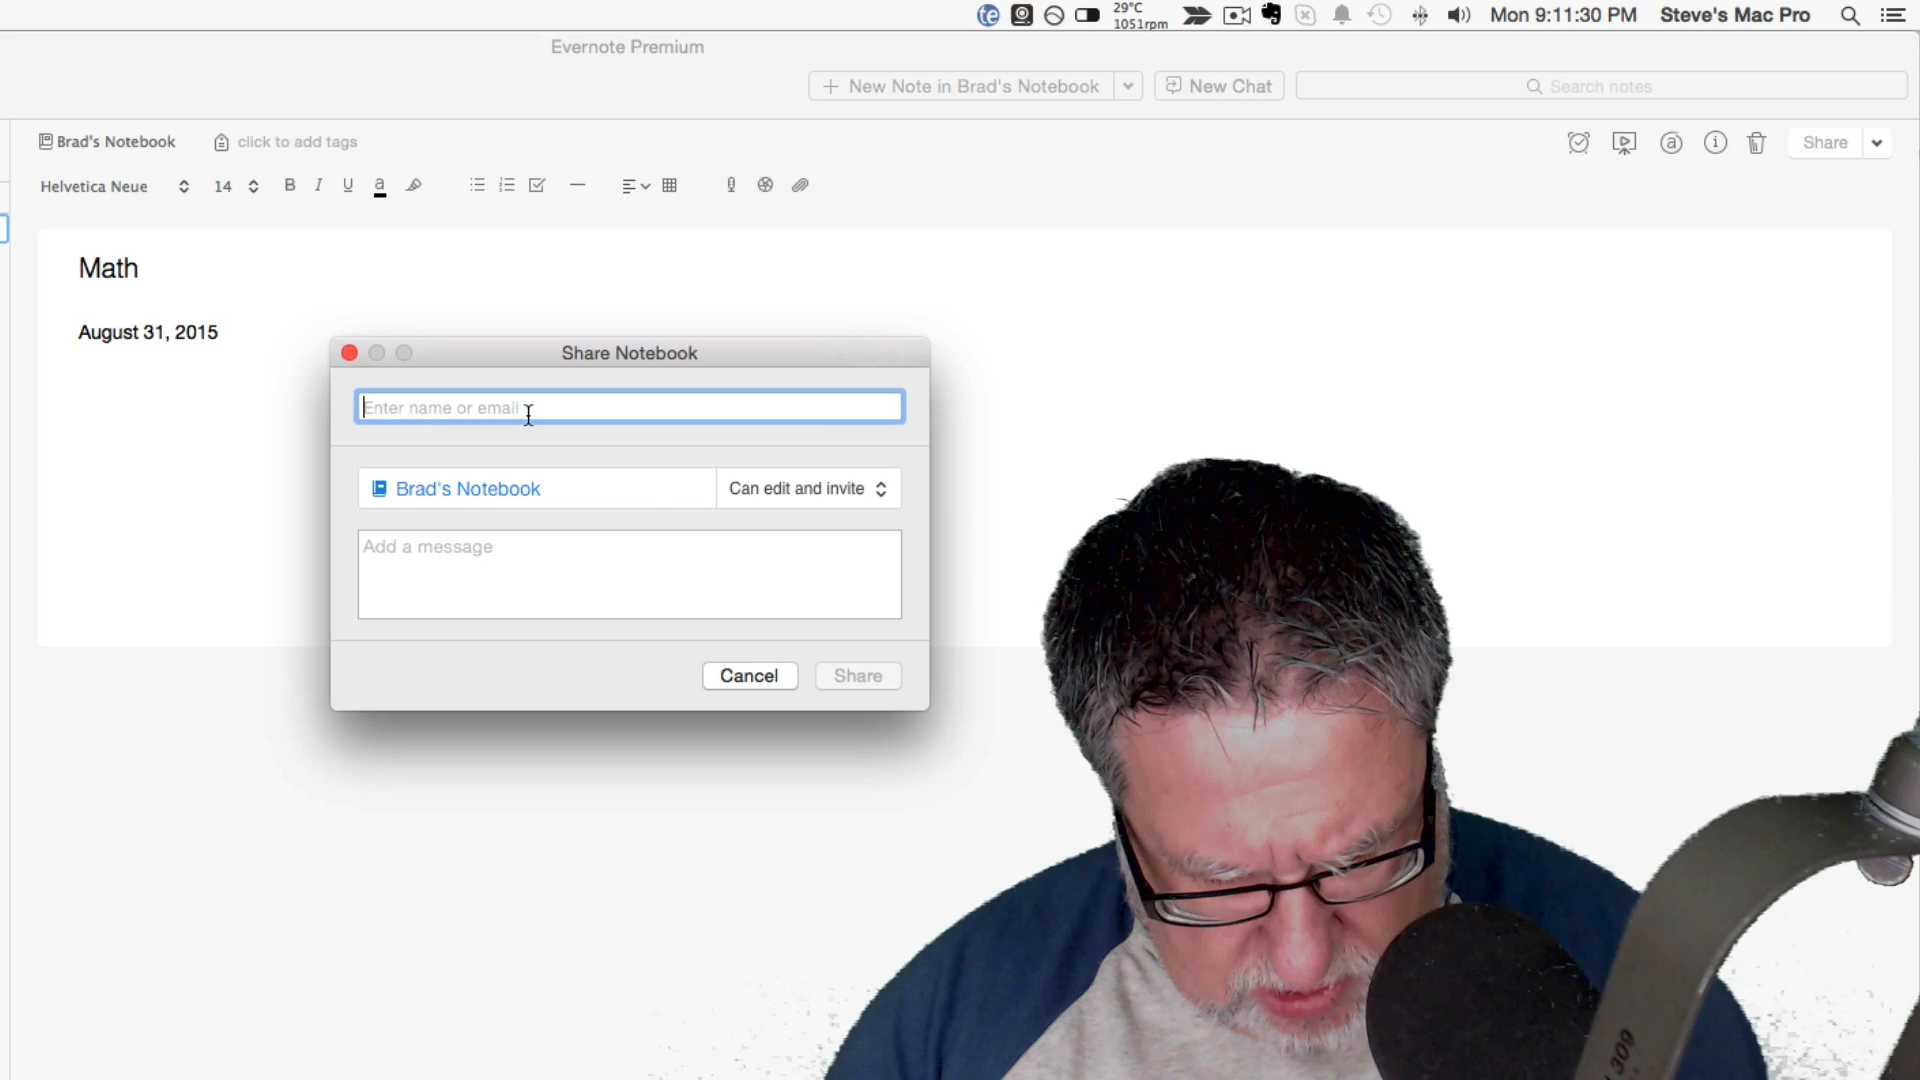 te
29°C
1051rpm
Mon 9:11:30 PM
Steve's Mac Pro
Evernote Premium
New Note in Brad's Notebook
New Chat
Search notes
Brad's Notebook
click to add tags
Share
Helvetica Neue
14
B I U a
Math
August 31, 2015
Share Notebook
Enter name or email
Brad's Notebook
Can edit and invite
Add a message
Cancel
Share
309